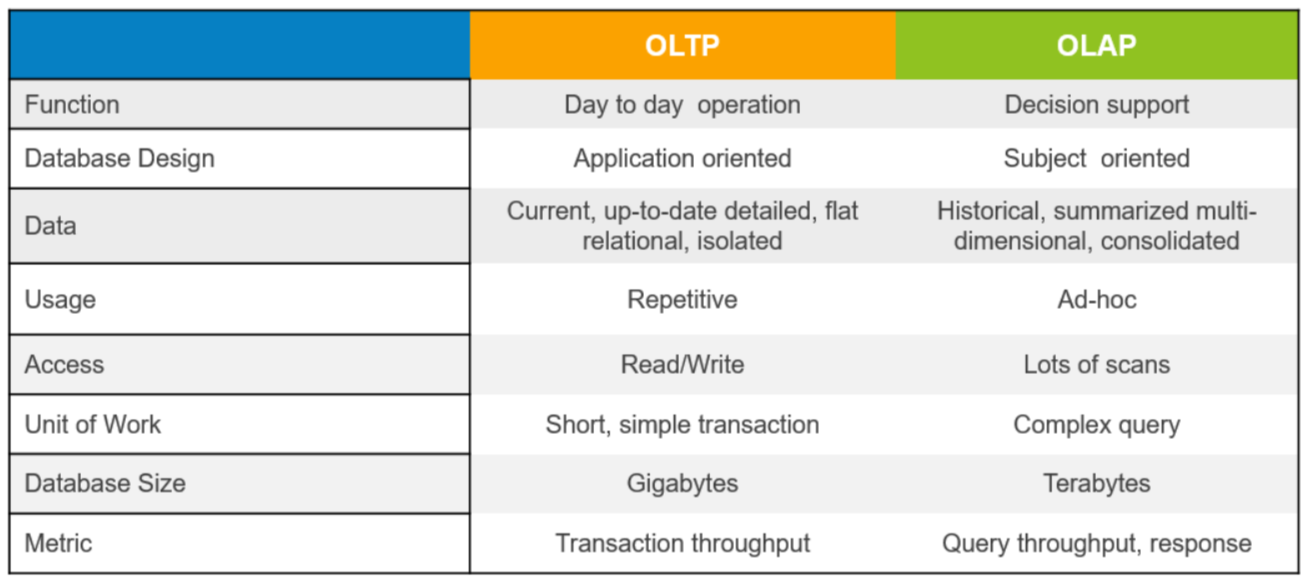 OLTP OLAP
Function Day to day  operation Decision support
Database Design Application oriented Subject  oriented
Data Current, up-to-date detailed, flat relational, isolated Historical, summarized multi-dimensional, consolidated
Usage Repetitive Ad-hoc
Access Read/Write Lots of scans
Unit of Work Short, simple transaction Complex query
Database Size Gigabytes Terabytes
Metric Transaction throughput Query throughput, response